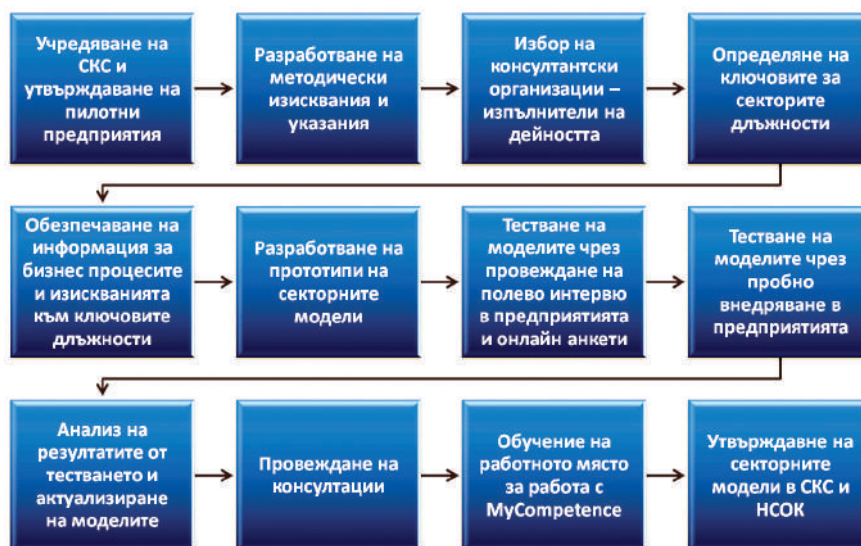 Учредяване на
СКС и
утвърждаване на
пилотни
предприятия
Разработване на
методически
изисквания и
указания
Избор на
консултантски
организации –
изпълнители на
дейността
Определяне на
ключовите за
секторите
длъжности
Обезпечаване на
информация за
бизнес процесите
и изискванията
към ключовите
длъжности
Разработване на
прототипи на
секторните
модели
Тестване на
моделите чрез
провеждане на
полево интервю
в предприятията
и онлайн анкети
Тестване на
моделите чрез
пробно
внедряване в
предприятията
Анализ на
резултатите от
тестването и
актуализиране
на моделите
Провеждане на
консултации
Обучение на
работното място
за работа с
MyCompetence
Утвърждавне на
секторните
модели в СКС и
НСОК